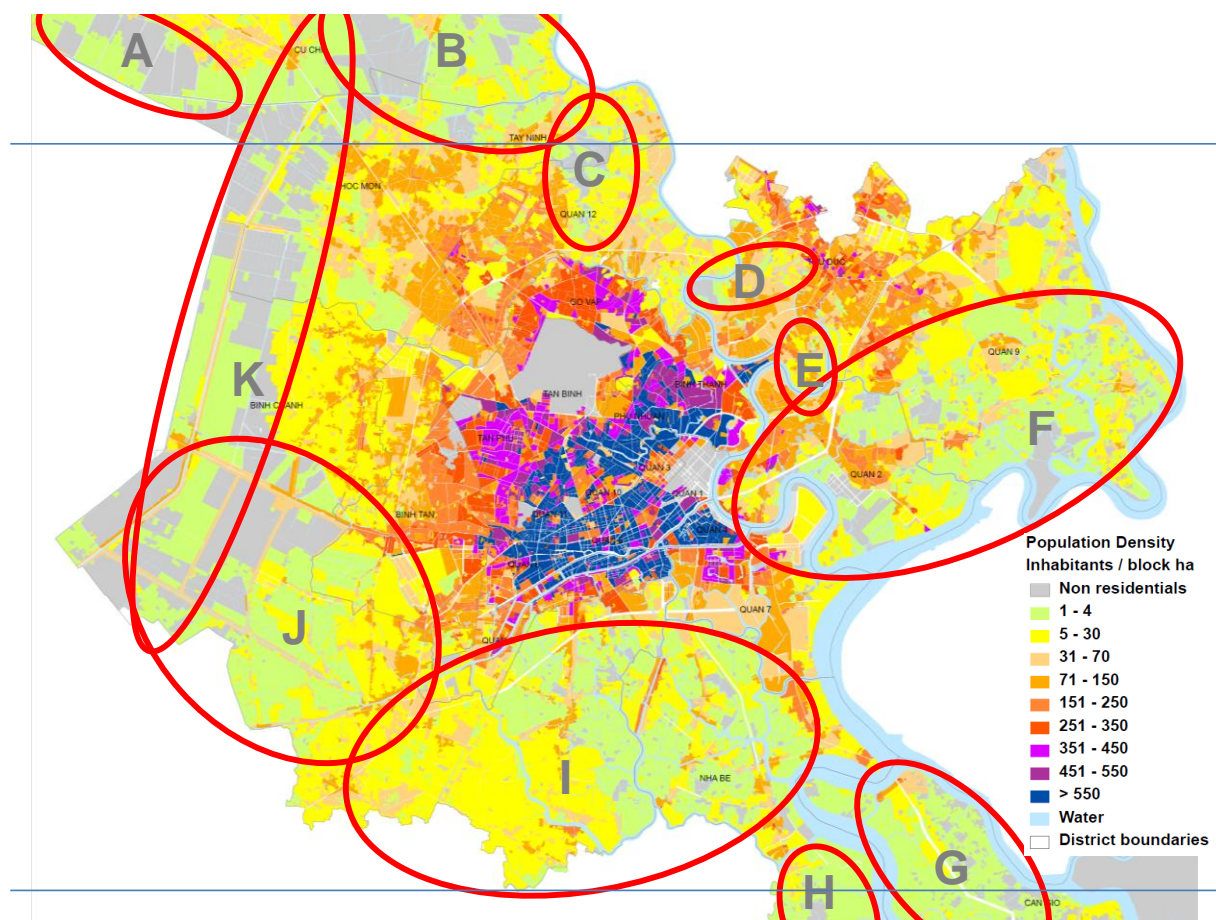 A
B
CU CHI
TAY NINH
C
HOC MON
QUAN 12
D
THU DUC
GO VAP
E
QUAN 9
K
TAN BINH
BINH THANH
BINH CHANH
PHU NHUAN
F
TAN PHU
QUAN 3
QUAN 2
QUAN 10
QUAN 1
BINH TAN
Population Density
Inhabitants / block ha
Non residentials
1 - 4
5 - 30
31 - 70
71 - 150
151 - 250
251 - 350
351 - 450
451 - 550
> 550
Water
District boundaries
QUAN 7
J
I
NHA BE
G
H
CAN GIO